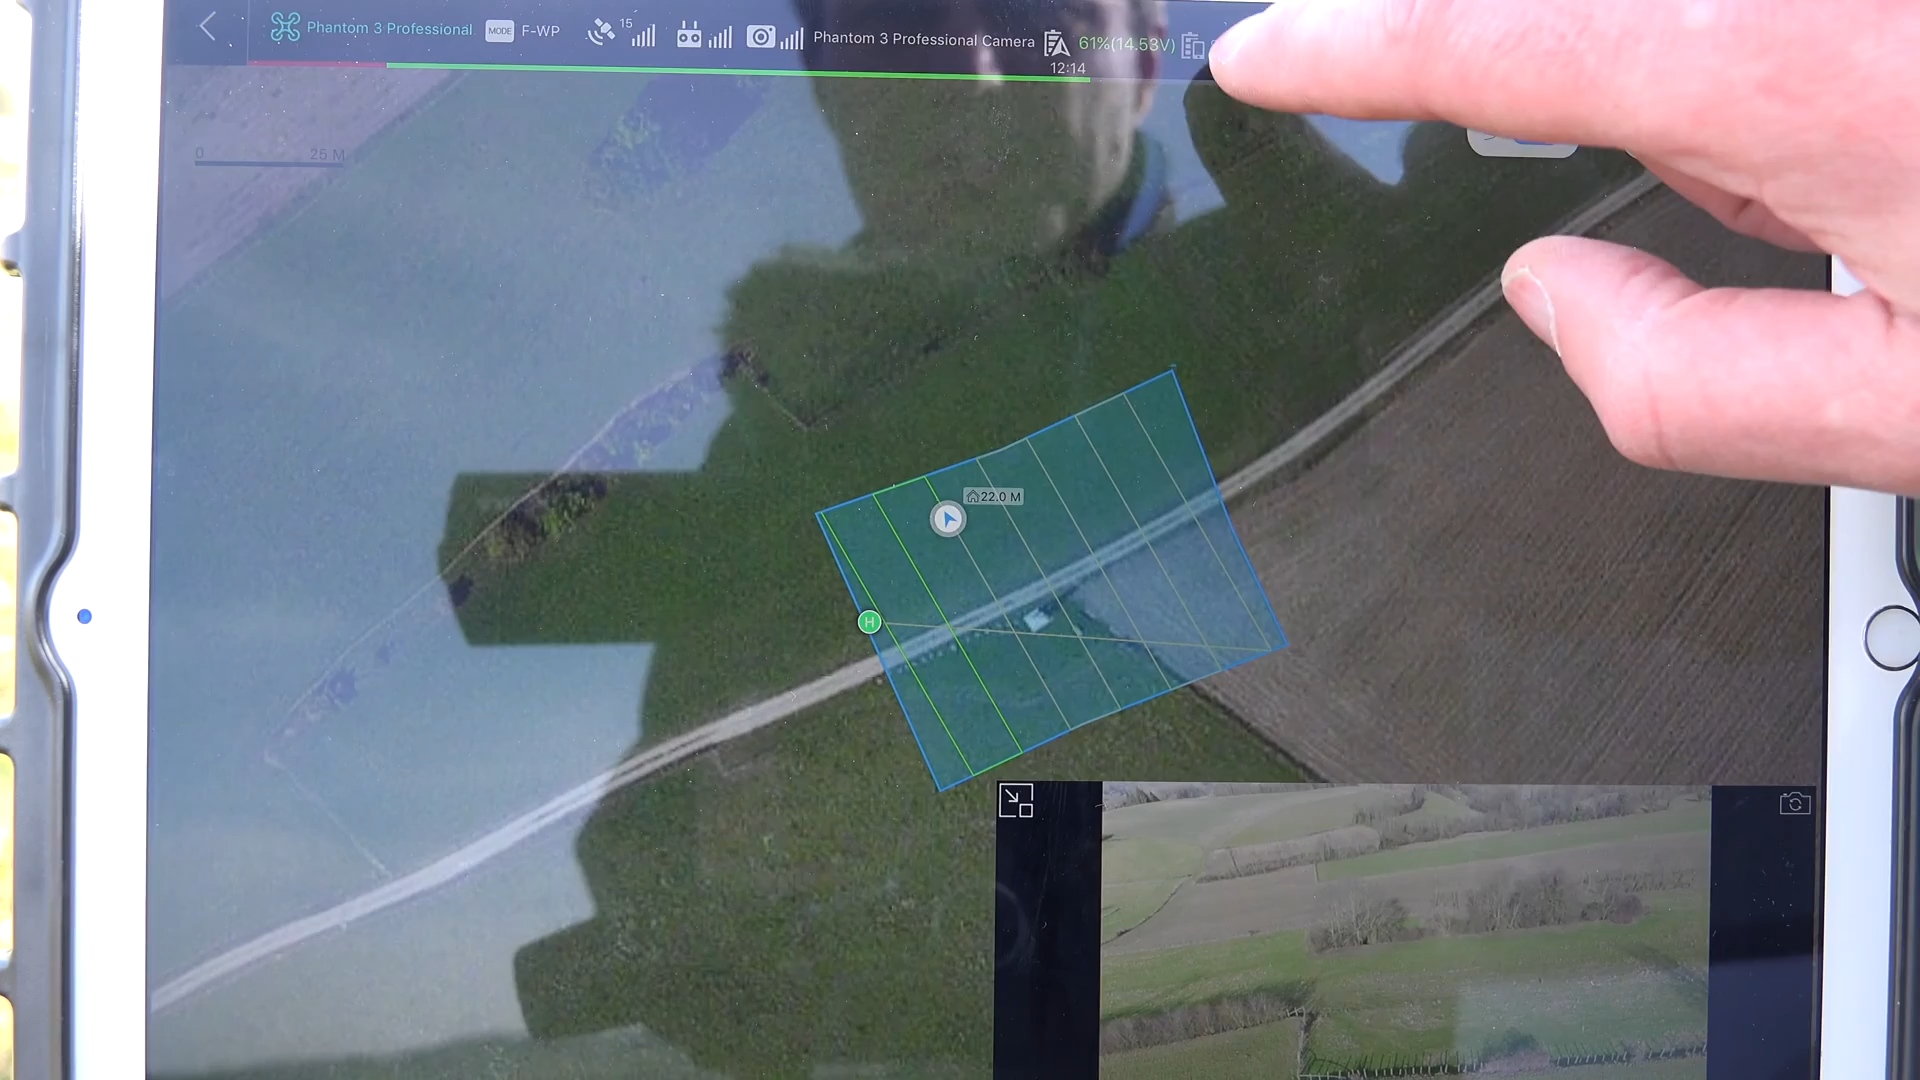 Phantom 3 Professional MODE F-WP 15 Phantom 3 Professional Camera 61%(14.53V)
12:14
0 25 M
22.0 M
H